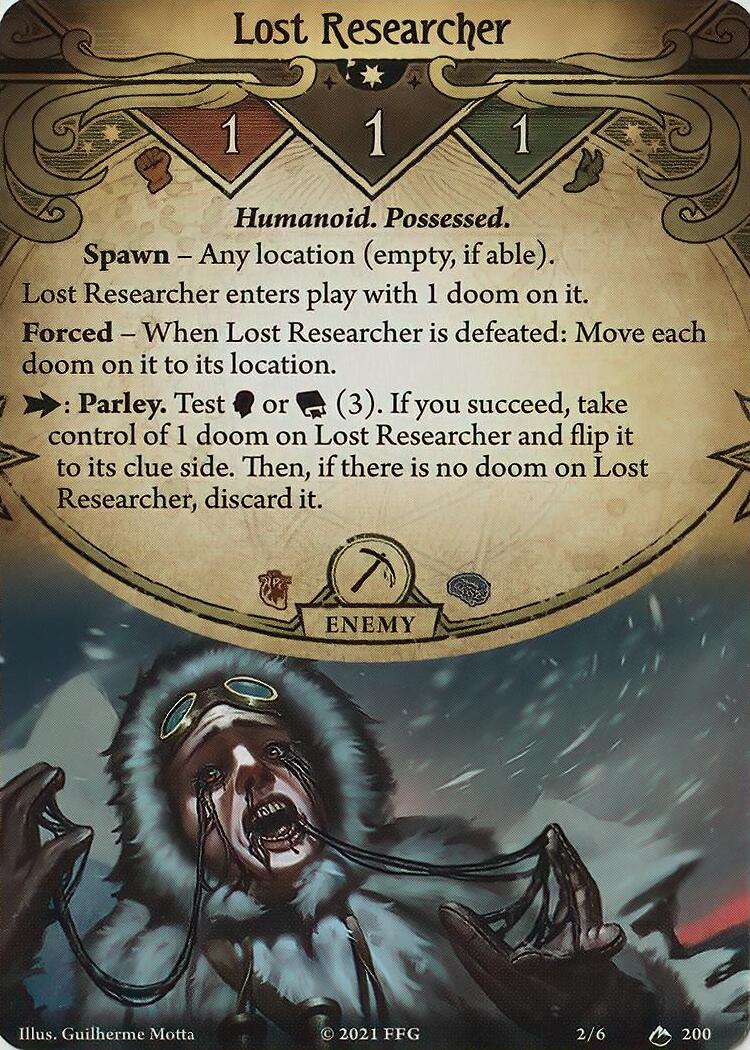 Lost Researcher
1 1 1
Humanoid. Possessed.
Spawn – Any location (empty, if able).
Lost Researcher enters play with 1 doom on it.
Forced – When Lost Researcher is defeated: Move each
doom on it to its location.
: Parley. Test or (3). If you succeed, take
control of 1 doom on Lost Researcher and flip it
to its clue side. Then, if there is no doom on Lost
Researcher, discard it.
ENEMY
Illus. Guilherme Motta © 2021 FFG 2/6 200